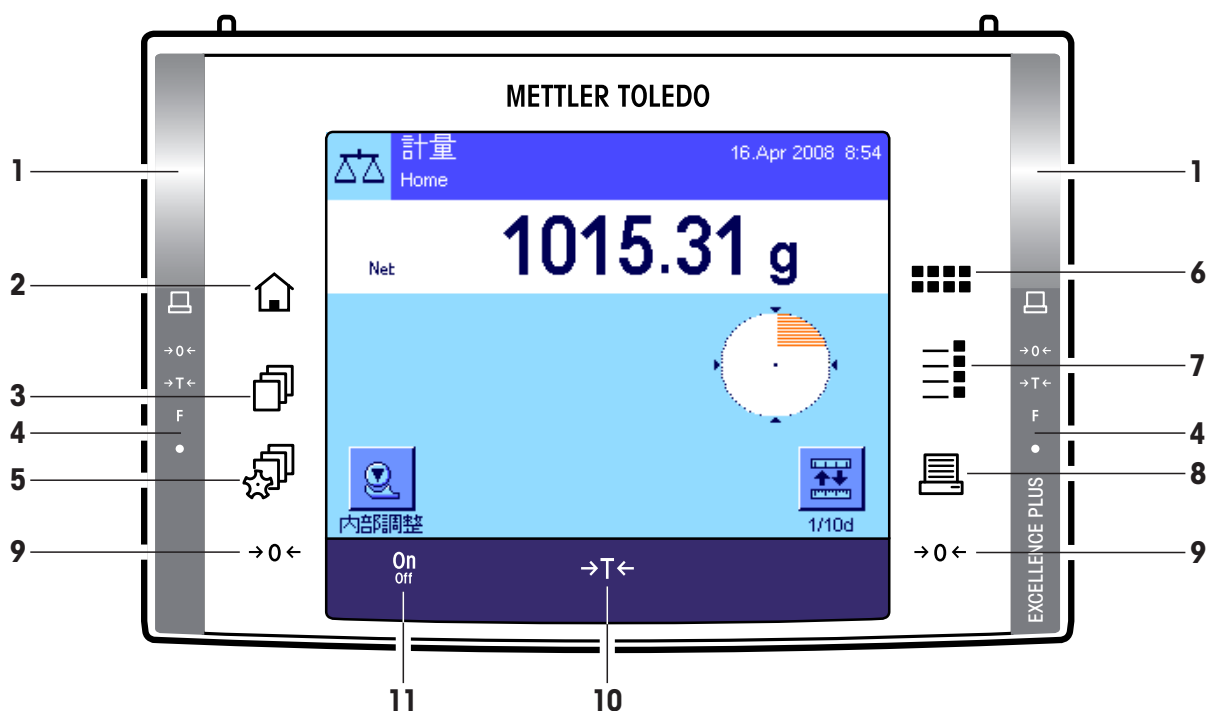 METTLER TOLEDO
計量
16.Apr 2008 8:54
Home
1015.31 g
Net
内部調整
1/10d
On
Off
→T←
→0←
→0←
→0←
→T←
F
→0←
→T←
F
EXCELLENCE PLUS
1
2
3
4
5
9
1
6
7
4
8
9
11
10